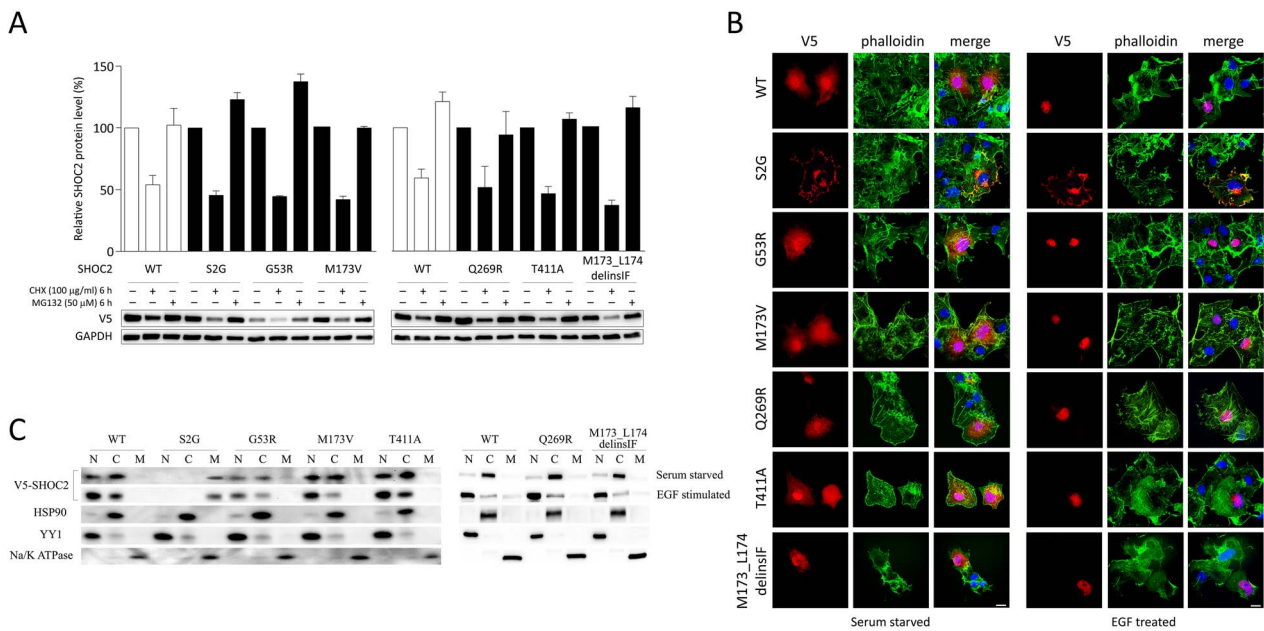 A
150
100
50
0
Relative SHOC2 protein level (%)
SHOC2 WT S2G G53R M173V WT Q269R T411A M173_L174
delinsIF
CHX (100 µg/ml) 6 h − + − − + − − + − − + − − + − − + − − + − − + −
MG132 (50 µM) 6 h − − + − − + − − + − − + − − + − − + − − + − − +
V5
GAPDH
B
V5 phalloidin merge V5 phalloidin merge
WT
S2G
G53R
M173V
Q269R
T411A
M173_L174
delinsIF
Serum starved EGF treated
C
WT S2G G53R M173V T411A WT Q269R M173_L174
delinsIF
N C M N C M N C M N C M N C M N C M N C M N C M
V5-SHOC2
Serum starved
EGF stimulated
HSP90
YY1
Na/K ATPase